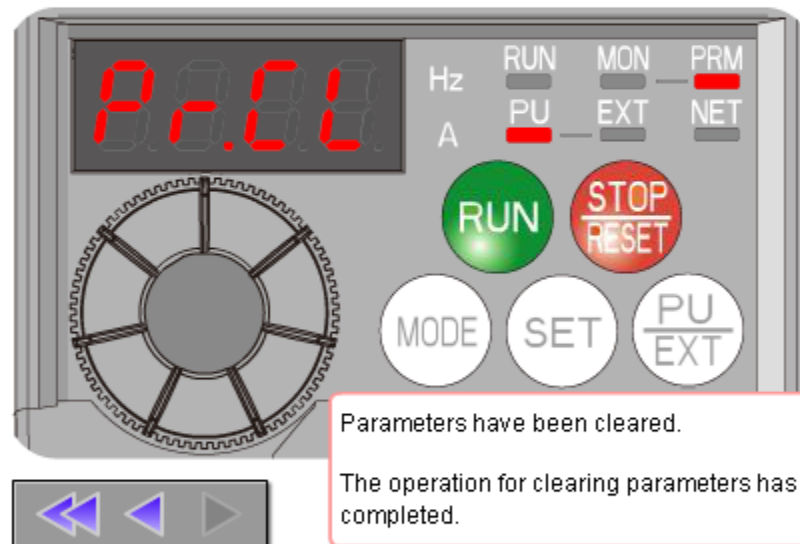 Pr.CL
Hz RUN MON PRM
A PU EXT NET
RUN
STOP
RESET
MODE
SET
PU
EXT
Parameters have been cleared.
The operation for clearing parameters has
completed.